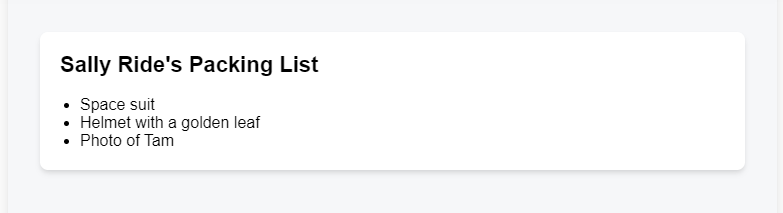 Sally Ride's Packing List
Space suit
Helmet with a golden leaf
Photo of Tam